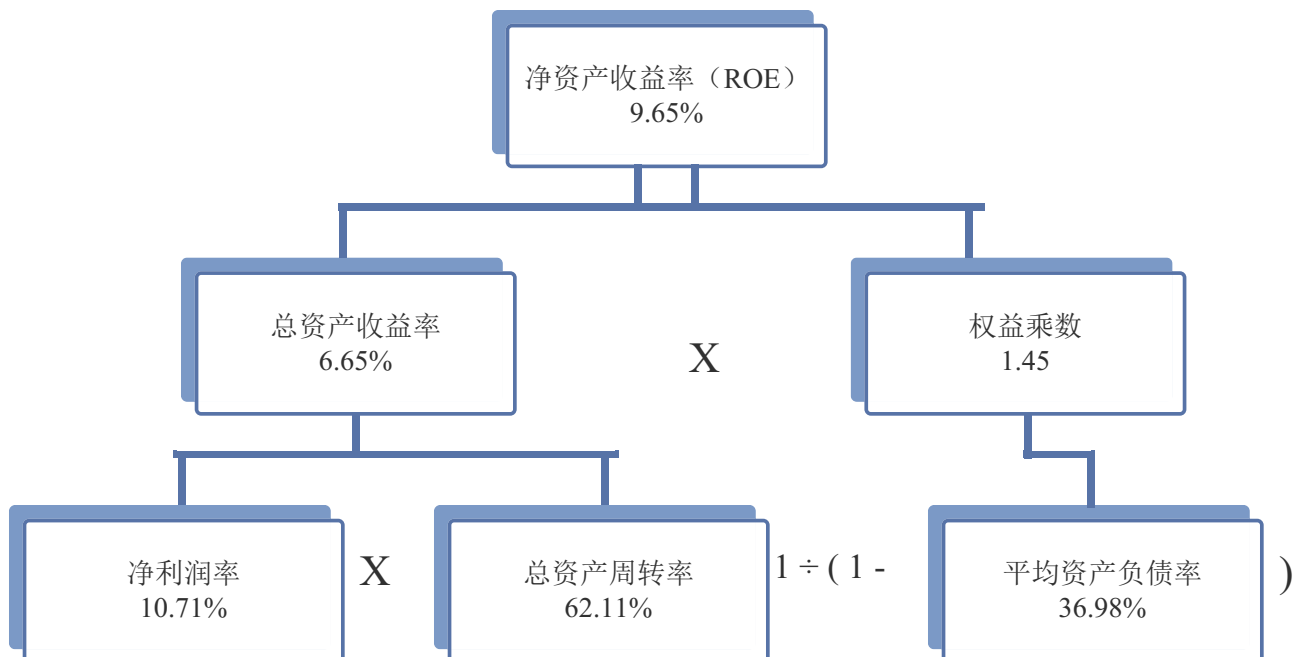 净资产收益率（ROE）
9.65%
总资产收益率
6.65%
X
权益乘数
1.45
净利润率
10.71%
X
总资产周转率
62.11%
1 ÷ ( 1 -
平均资产负债率
36.98%
)